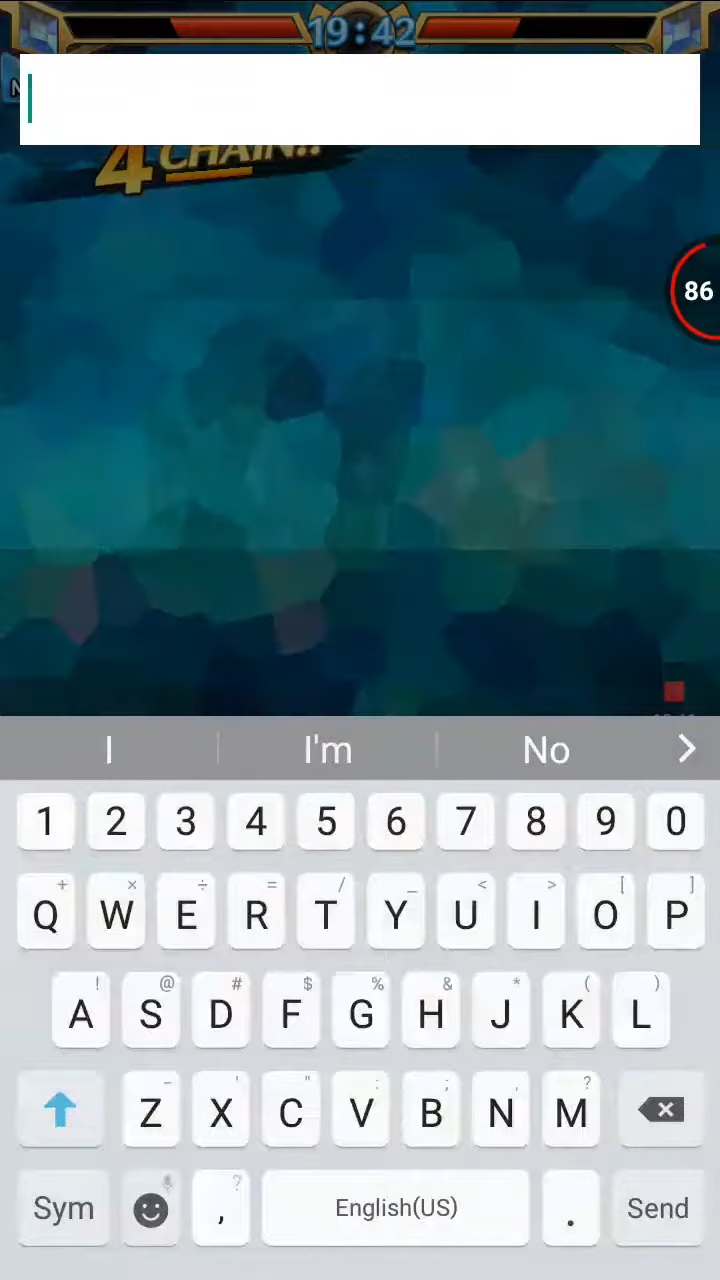 19:42
N
4 CHAIN!!
86
I I'm No
1 2 3 4 5 6 7 8 9 0
+ × ÷ = / _ < > [ ]
Q W E R T Y U I O P
! @ # $ % & * ( )
A S D F G H J K L
- ' " : ; , ?
Z X C V B N M
?
Sym , English(US) . Send